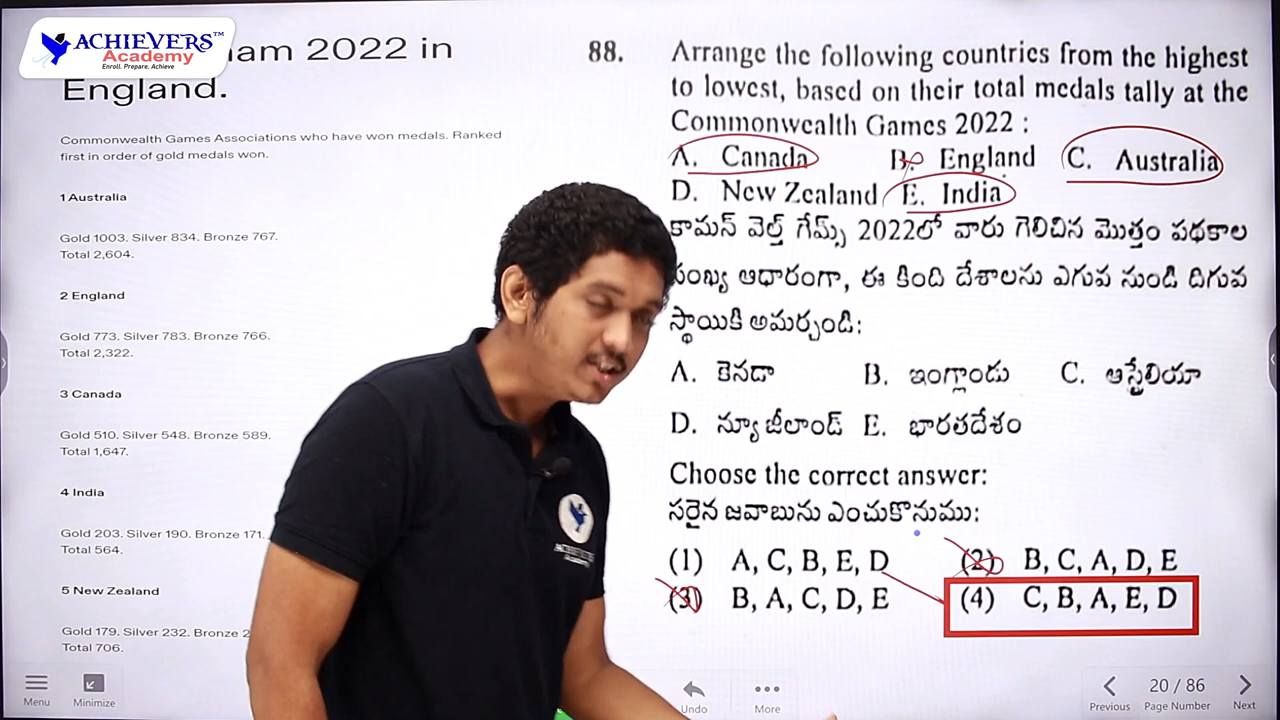 ACHIEVERS™
Academy
Enroll. Prepare. Achieve
ham 2022 in
England.
Commonwealth Games Associations who have won medals. Ranked
first in order of gold medals won.
1 Australia
Gold 1003. Silver 834. Bronze 767.
Total 2,604.
2 England
Gold 773. Silver 783. Bronze 766.
Total 2,322.
3 Canada
Gold 510. Silver 548. Bronze 589.
Total 1,647.
4 India
Gold 203. Silver 190. Bronze 171.
Total 564.
5 New Zealand
Gold 179. Silver 232. Bronze 2
Total 706.
88. Arrange the following countries from the highest
to lowest, based on their total medals tally at the
Commonwealth Games 2022 :
A. Canada B. England C. Australia
D. New Zealand E. India
కామన్ వెల్త్ గేమ్స్ 2022లో వారు గెలిచిన మొత్తం పథకాల
సంఖ్య ఆధారంగా, ఈ కింది దేశాలను ఎగువ నుండి దిగువ
స్థాయికి అమర్చండి:
A. కెనడా B. ఇంగ్లాండు C. ఆస్ట్రేలియా
D. న్యూ జీలాండ్ E. భారతదేశం
Choose the correct answer:
సరైన జవాబును ఎంచుకొనుము:
(1) A, C, B, E, D (2) B, C, A, D, E
(3) B, A, C, D, E (4) C, B, A, E, D
ACHIEVERS
Academy
Menu Minimize Undo More Previous 20 / 86 Page Number Next